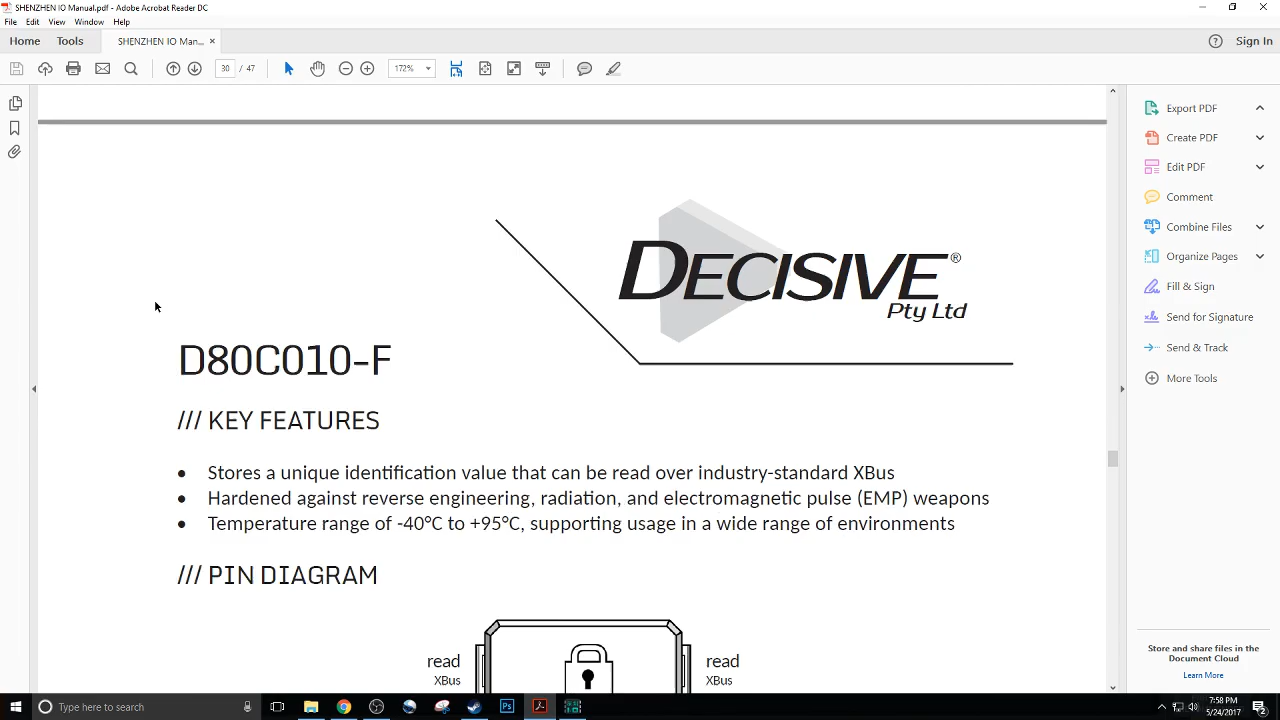 SHENZHEN IO Manual.pdf - Adobe Acrobat Reader DC
File Edit View Window Help
Home Tools SHENZHEN IO Man... × Sign In
30 / 47 172%
Export PDF
Create PDF
Edit PDF
Comment
Combine Files
Organize Pages
Fill & Sign
Send for Signature
Send & Track
More Tools
DECISIVE®
Pty Ltd
D80C010-F
/// KEY FEATURES
• Stores a unique identification value that can be read over industry-standard XBus
• Hardened against reverse engineering, radiation, and electromagnetic pulse (EMP) weapons
• Temperature range of -40°C to +95°C, supporting usage in a wide range of environments
/// PIN DIAGRAM
read read
XBus XBus
Store and share files in the
Document Cloud
Learn More
Type here to search
7:58 PM
5/24/2017
2